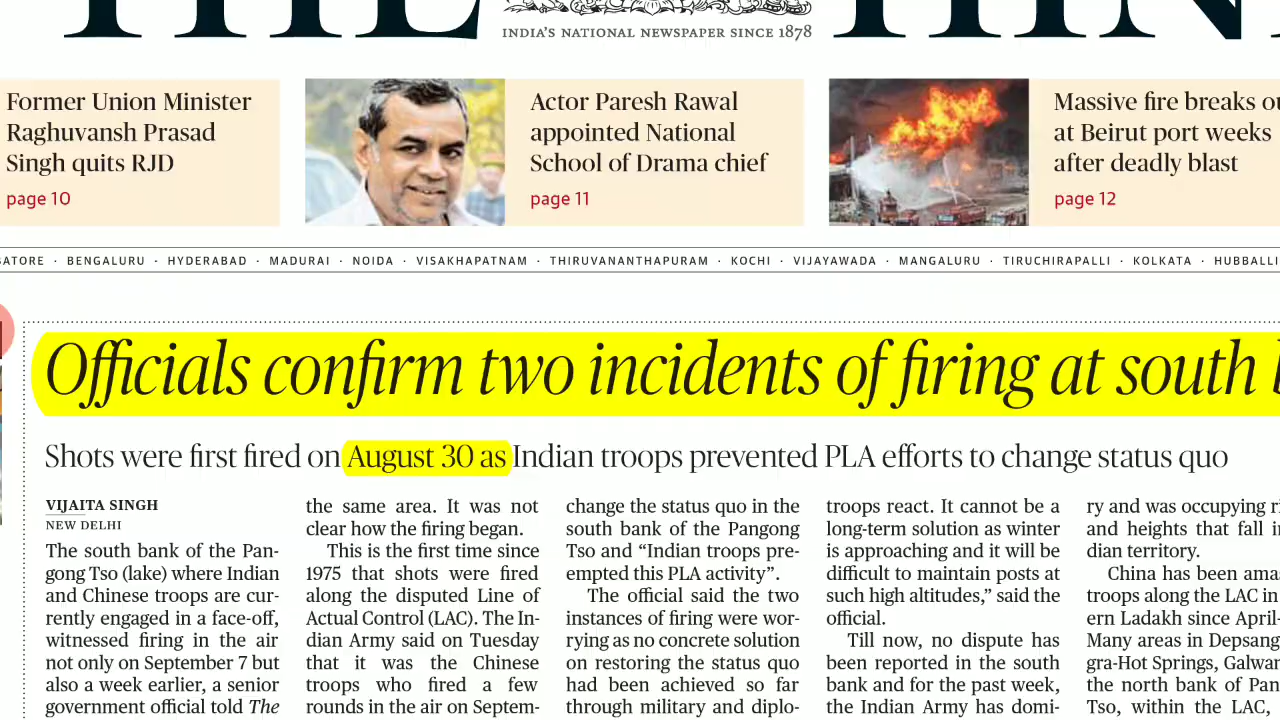 THE HIN
INDIA'S NATIONAL NEWSPAPER SINCE 1878
Former Union Minister
Raghuvansh Prasad
Singh quits RJD
page 10
Actor Paresh Rawal
appointed National
School of Drama chief
page 11
Massive fire breaks ou
at Beirut port weeks
after deadly blast
page 12
BATORE · BENGALURU · HYDERABAD · MADURAI · NOIDA · VISAKHAPATNAM · THIRUVANANTHAPURAM · KOCHI · VIJAYAWADA · MANGALURU · TIRUCHIRAPALLI · KOLKATA · HUBBALLI
Officials confirm two incidents of firing at south b
Shots were first fired on August 30 as Indian troops prevented PLA efforts to change status quo
VIJAITA SINGH
NEW DELHI
The south bank of the Pan-
gong Tso (lake) where Indian
and Chinese troops are cur-
rently engaged in a face-off,
witnessed firing in the air
not only on September 7 but
also a week earlier, a senior
government official told The
the same area. It was not
clear how the firing began.
This is the first time since
1975 that shots were fired
along the disputed Line of
Actual Control (LAC). The In-
dian Army said on Tuesday
that it was the Chinese
troops who fired a few
rounds in the air on Septem-
change the status quo in the
south bank of the Pangong
Tso and “Indian troops pre-
empted this PLA activity”.
The official said the two
instances of firing were wor-
rying as no concrete solution
on restoring the status quo
had been achieved so far
through military and diplo-
troops react. It cannot be a
long-term solution as winter
is approaching and it will be
difficult to maintain posts at
such high altitudes,” said the
official.
Till now, no dispute has
been reported in the south
bank and for the past week,
the Indian Army has domi-
ry and was occupying ri
and heights that fall in
dian territory.
China has been amas
troops along the LAC in
ern Ladakh since April-
Many areas in Depsang
gra-Hot Springs, Galwan
the north bank of Pan
Tso, within the LAC,